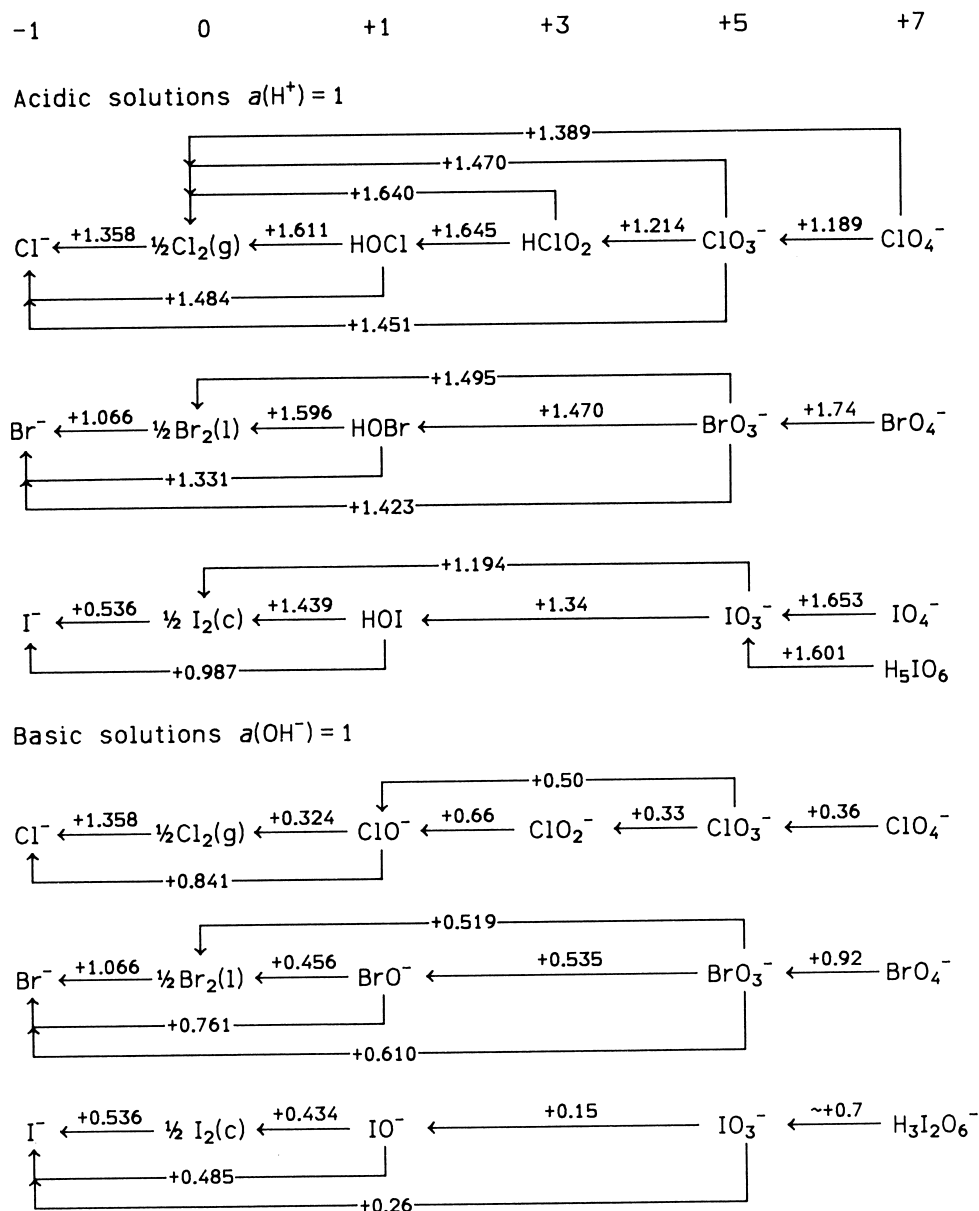 -1 0 +1 +3 +5 +7
Acidic solutions a(H⁺) = 1
+1.389
+1.470
+1.640
Cl⁻ +1.358 ½Cl₂(g) +1.611 HOCl +1.645 HClO₂ +1.214 ClO₃⁻ +1.189 ClO₄⁻
+1.484
+1.451
+1.495
Br⁻ +1.066 ½Br₂(l) +1.596 HOBr +1.470 BrO₃⁻ +1.74 BrO₄⁻
+1.331
+1.423
+1.194
I⁻ +0.536 ½ I₂(c) +1.439 HOI +1.34 IO₃⁻ +1.653 IO₄⁻
+0.987 +1.601 H₅IO₆
Basic solutions a(OH⁻) = 1
+0.50
Cl⁻ +1.358 ½Cl₂(g) +0.324 ClO⁻ +0.66 ClO₂⁻ +0.33 ClO₃⁻ +0.36 ClO₄⁻
+0.841
+0.519
Br⁻ +1.066 ½Br₂(l) +0.456 BrO⁻ +0.535 BrO₃⁻ +0.92 BrO₄⁻
+0.761
+0.610
I⁻ +0.536 ½ I₂(c) +0.434 IO⁻ +0.15 IO₃⁻ ~+0.7 H₃I₂O₆⁻
+0.485
+0.26